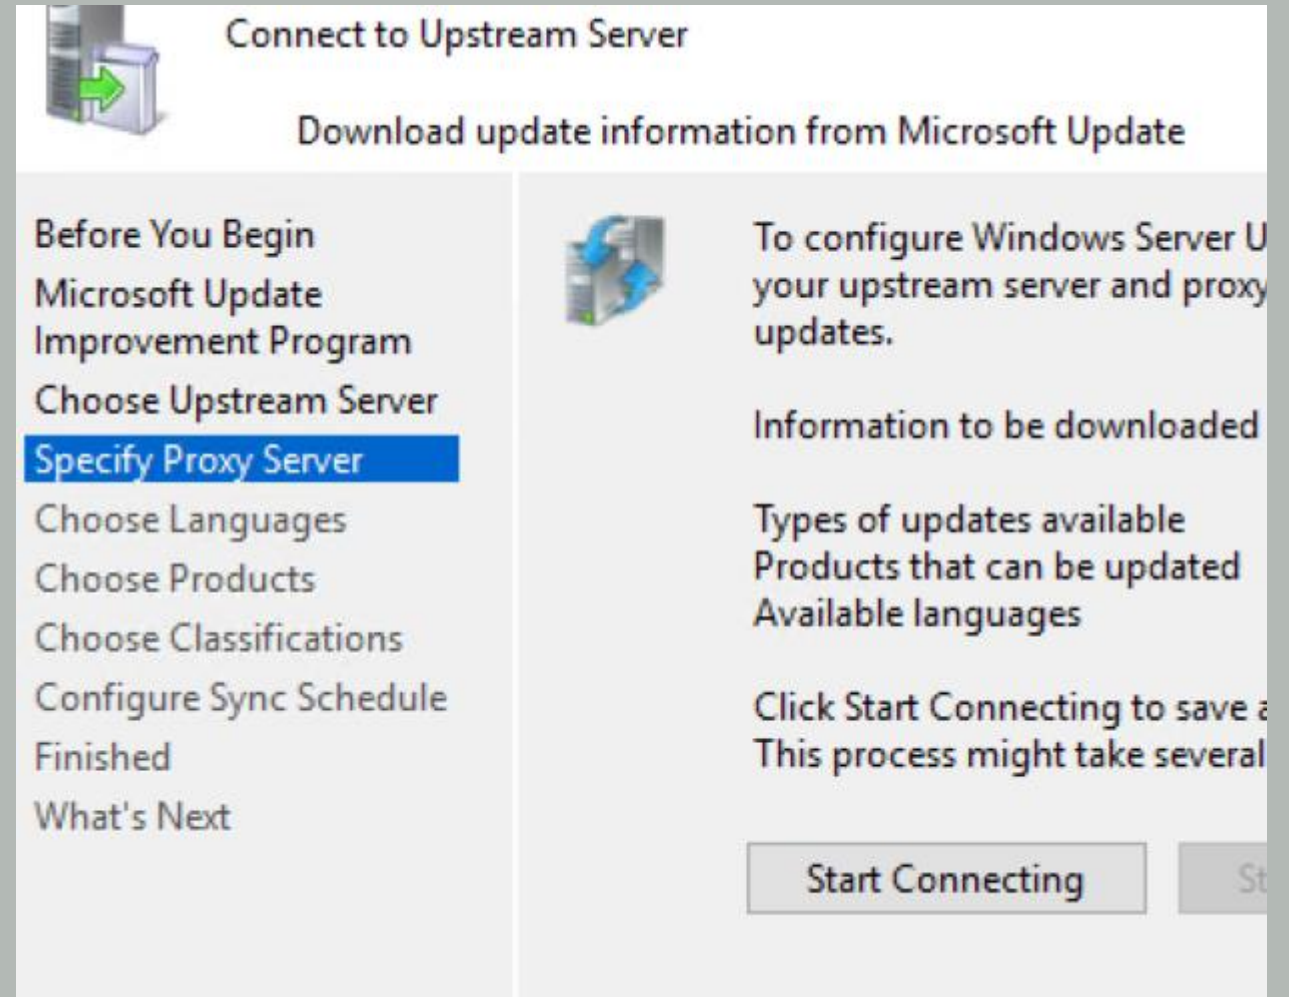 Connect to Upstream Server
Download update information from Microsoft Update
Before You Begin
Microsoft Update
Improvement Program
Choose Upstream Server
Specify Proxy Server
Choose Languages
Choose Products
Choose Classifications
Configure Sync Schedule
Finished
What's Next
To configure Windows Server U
your upstream server and proxy
updates.
Information to be downloaded
Types of updates available
Products that can be updated
Available languages
Click Start Connecting to save a
This process might take several
Start Connecting
St